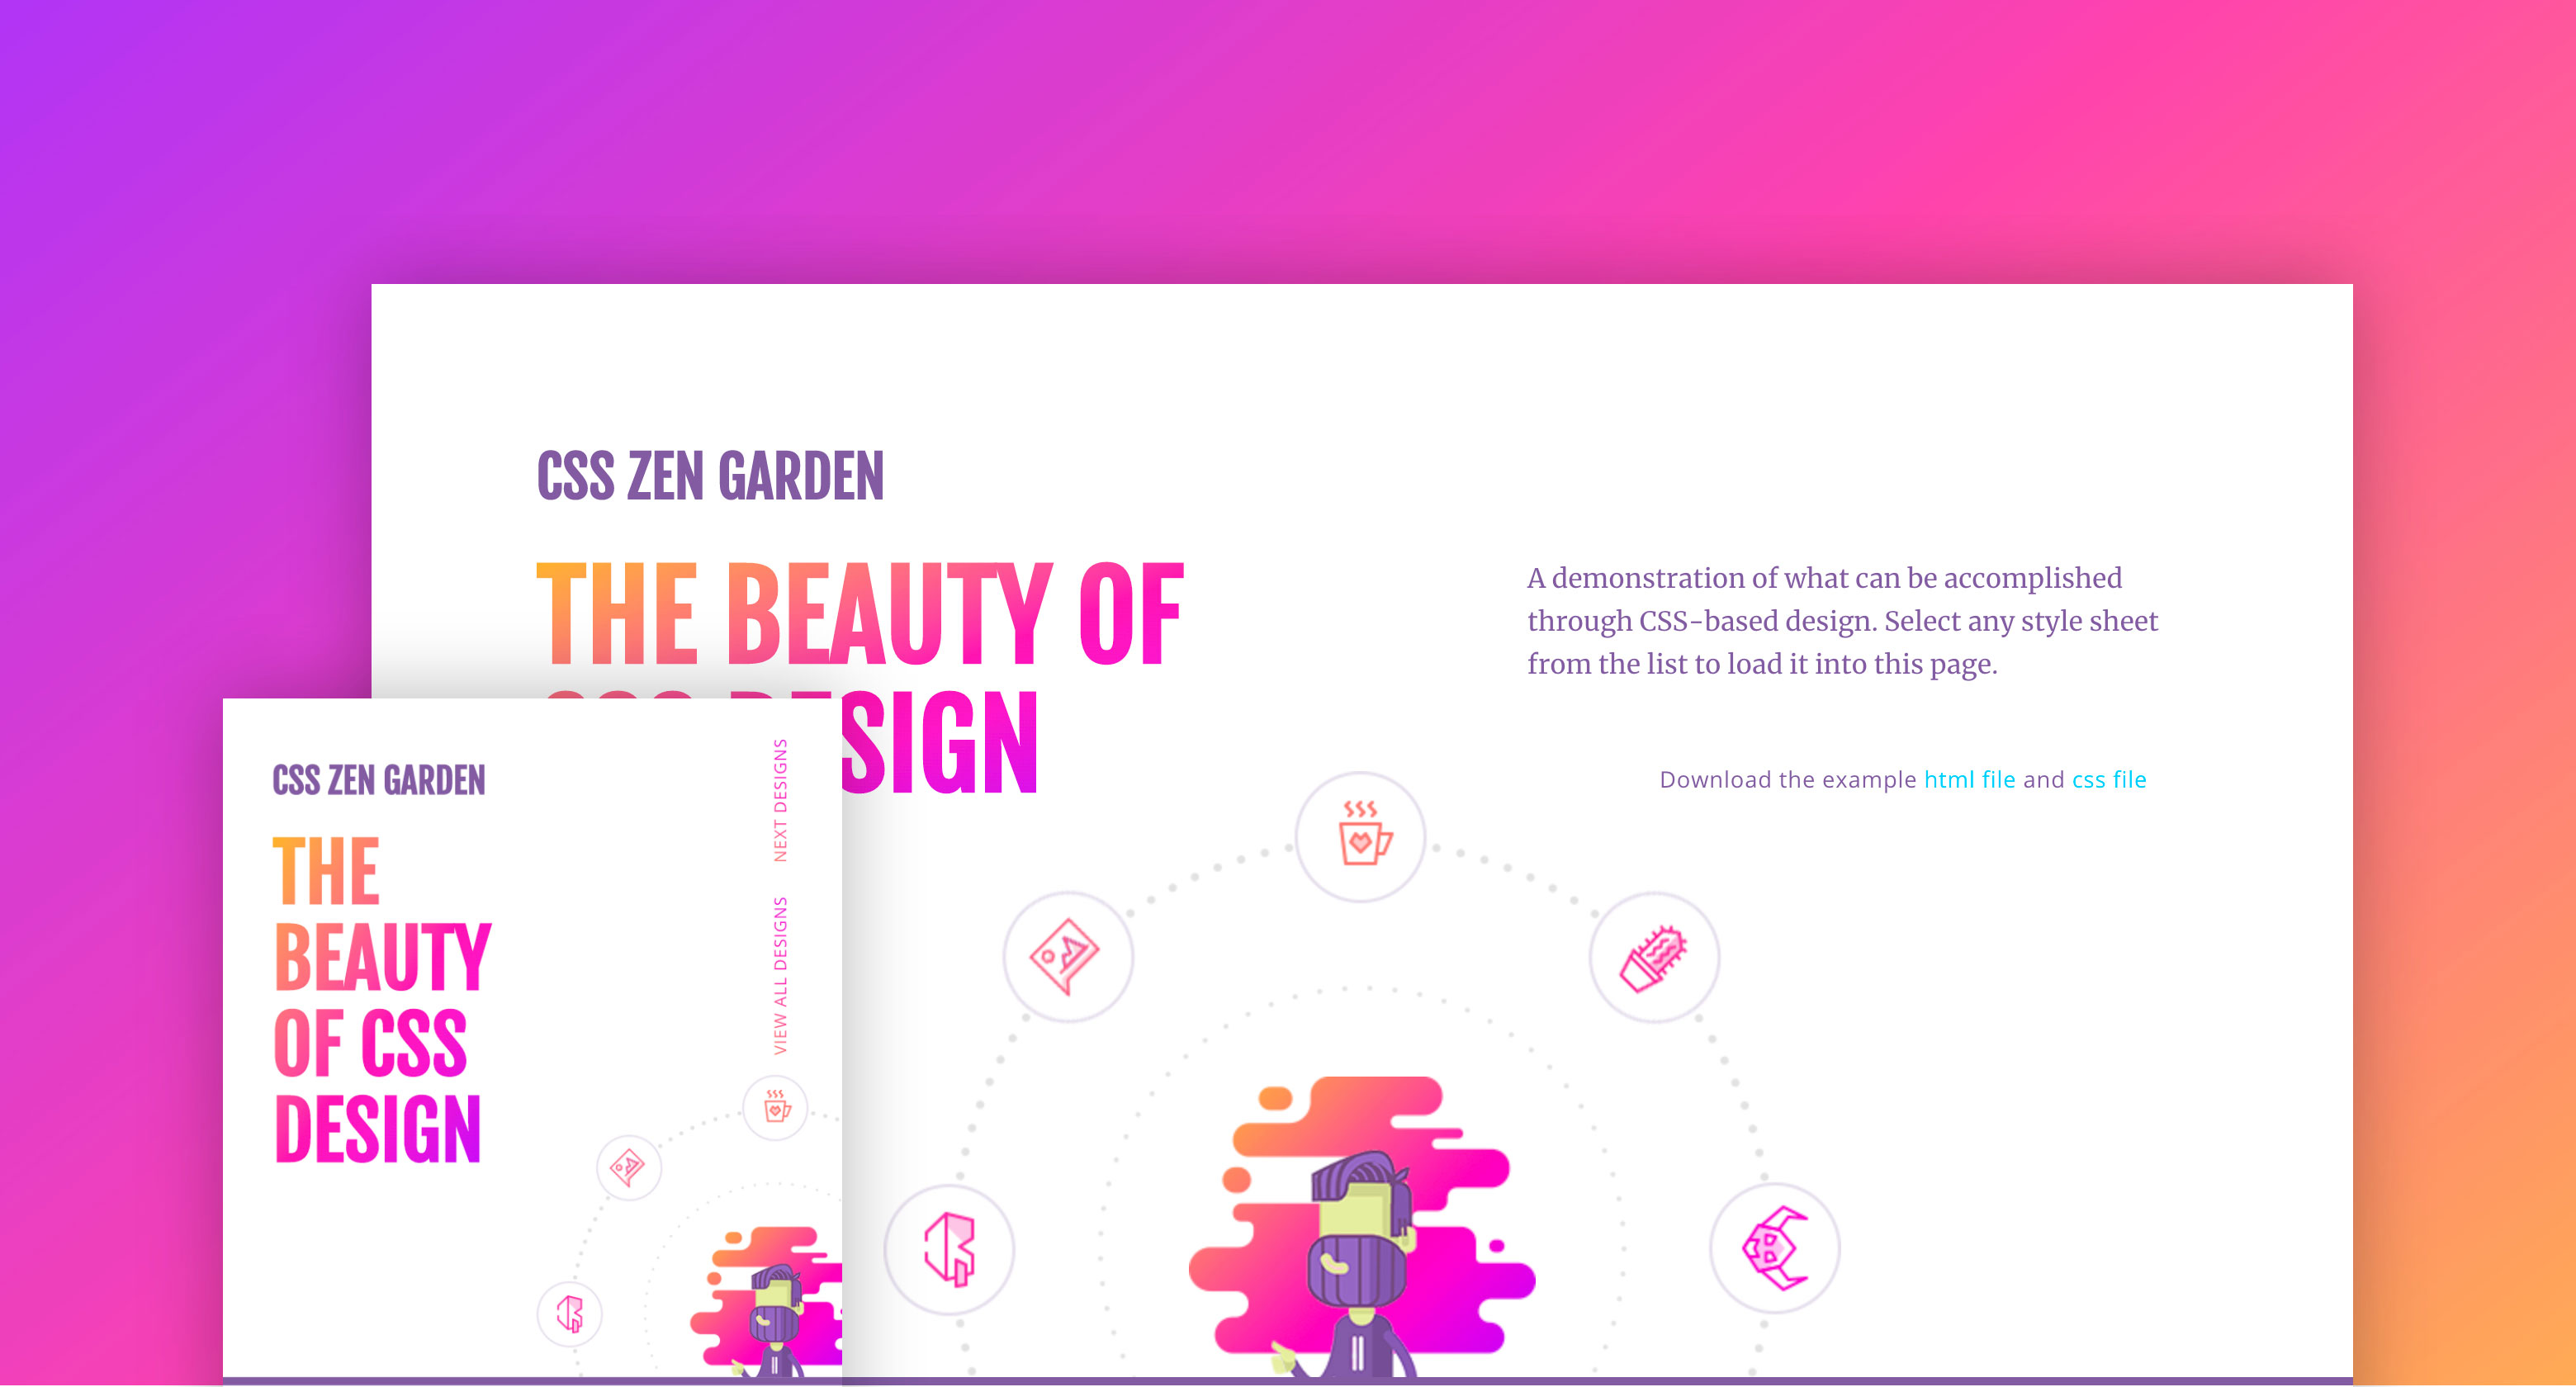 CSS ZEN GARDEN
THE BEAUTY OF
SIGN
A demonstration of what can be accomplished
through CSS-based design. Select any style sheet
from the list to load it into this page.
Download the example html file and css file
CSS ZEN GARDEN
THE
BEAUTY
OF CSS
DESIGN
NEXT DESIGNS
VIEW ALL DESIGNS